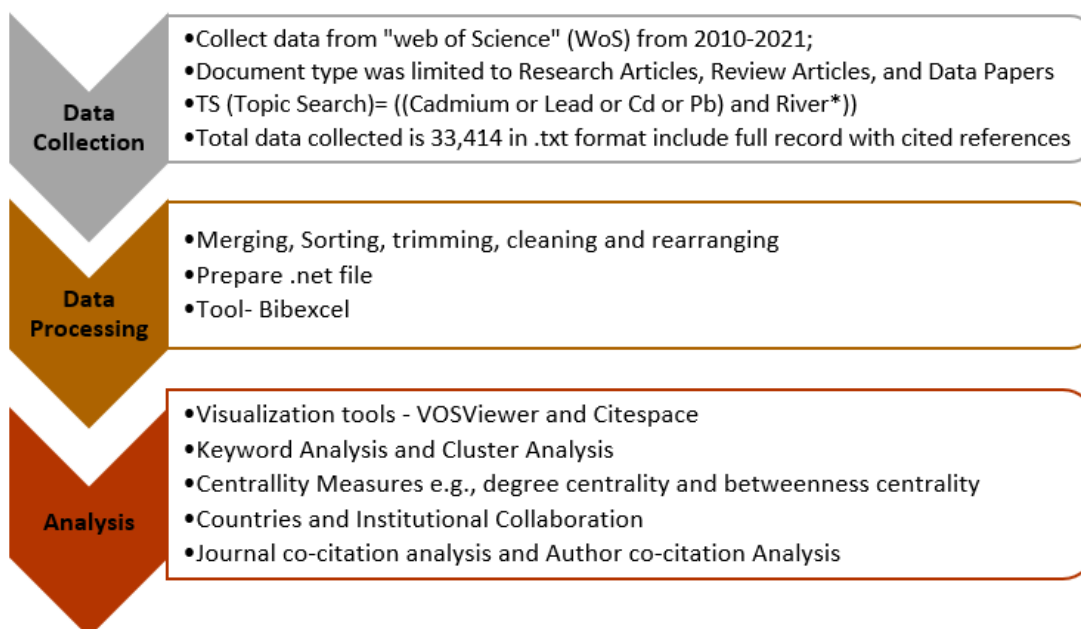 Data
Collection
•Collect data from "web of Science" (WoS) from 2010-2021;
•Document type was limited to Research Articles, Review Articles, and Data Papers
•TS (Topic Search)= ((Cadmium or Lead or Cd or Pb) and River*))
•Total data collected is 33,414 in .txt format include full record with cited references
Data
Processing
•Merging, Sorting, trimming, cleaning and rearranging
•Prepare .net file
•Tool- Bibexcel
Analysis
•Visualization tools - VOSViewer and Citespace
•Keyword Analysis and Cluster Analysis
•Centrallity Measures e.g., degree centrality and betweenness centrality
•Countries and Institutional Collaboration
•Journal co-citation analysis and Author co-citation Analysis